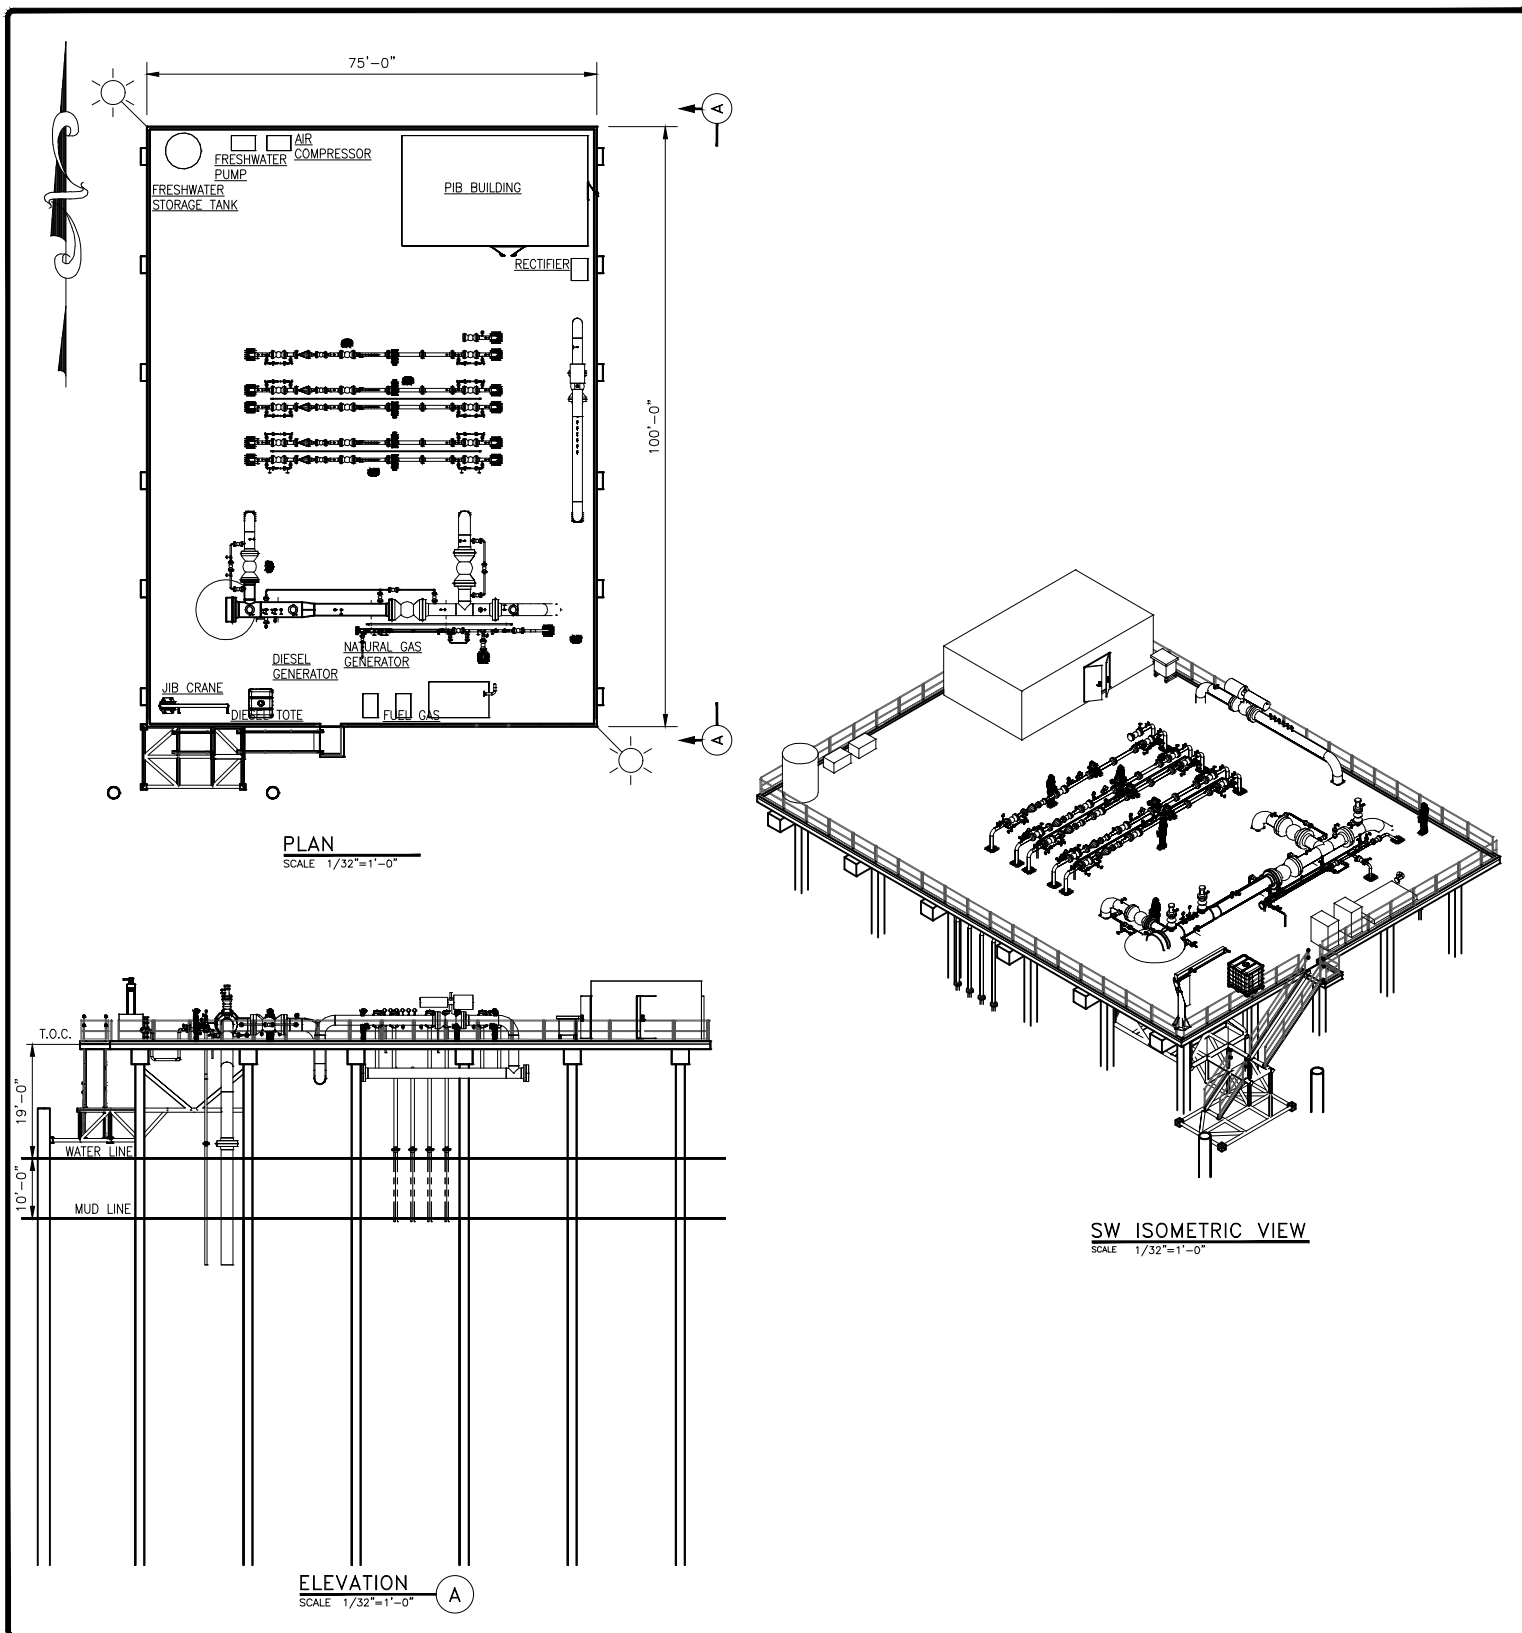 75'-0"
A
AIR
COMPRESSOR
FRESHWATER
PUMP
FRESHWATER
STORAGE TANK
PIB BUILDING
RECTIFIER
100'-0"
NATURAL GAS
GENERATOR
DIESEL
GENERATOR
JIB CRANE
DIESEL TOTE
FUEL GAS
A
PLAN
SCALE 1/32"=1'-0"
T.O.C.
19'-0"
WATER LINE
10'-0"
MUD LINE
SW ISOMETRIC VIEW
SCALE 1/32"=1'-0"
ELEVATION A
SCALE 1/32"=1'-0"